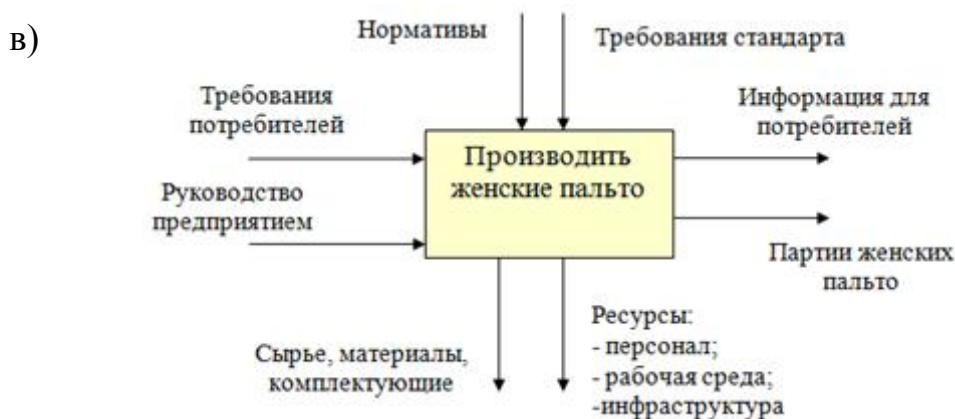 в)
Нормативы
Требования стандарта
Требования
потребителей
Информация для
потребителей
Производить
женские пальто
Руководство
предприятием
Партии женских
пальто
Сырье, материалы,
комплектующие
Ресурсы:
- персонал;
- рабочая среда;
-инфраструктура